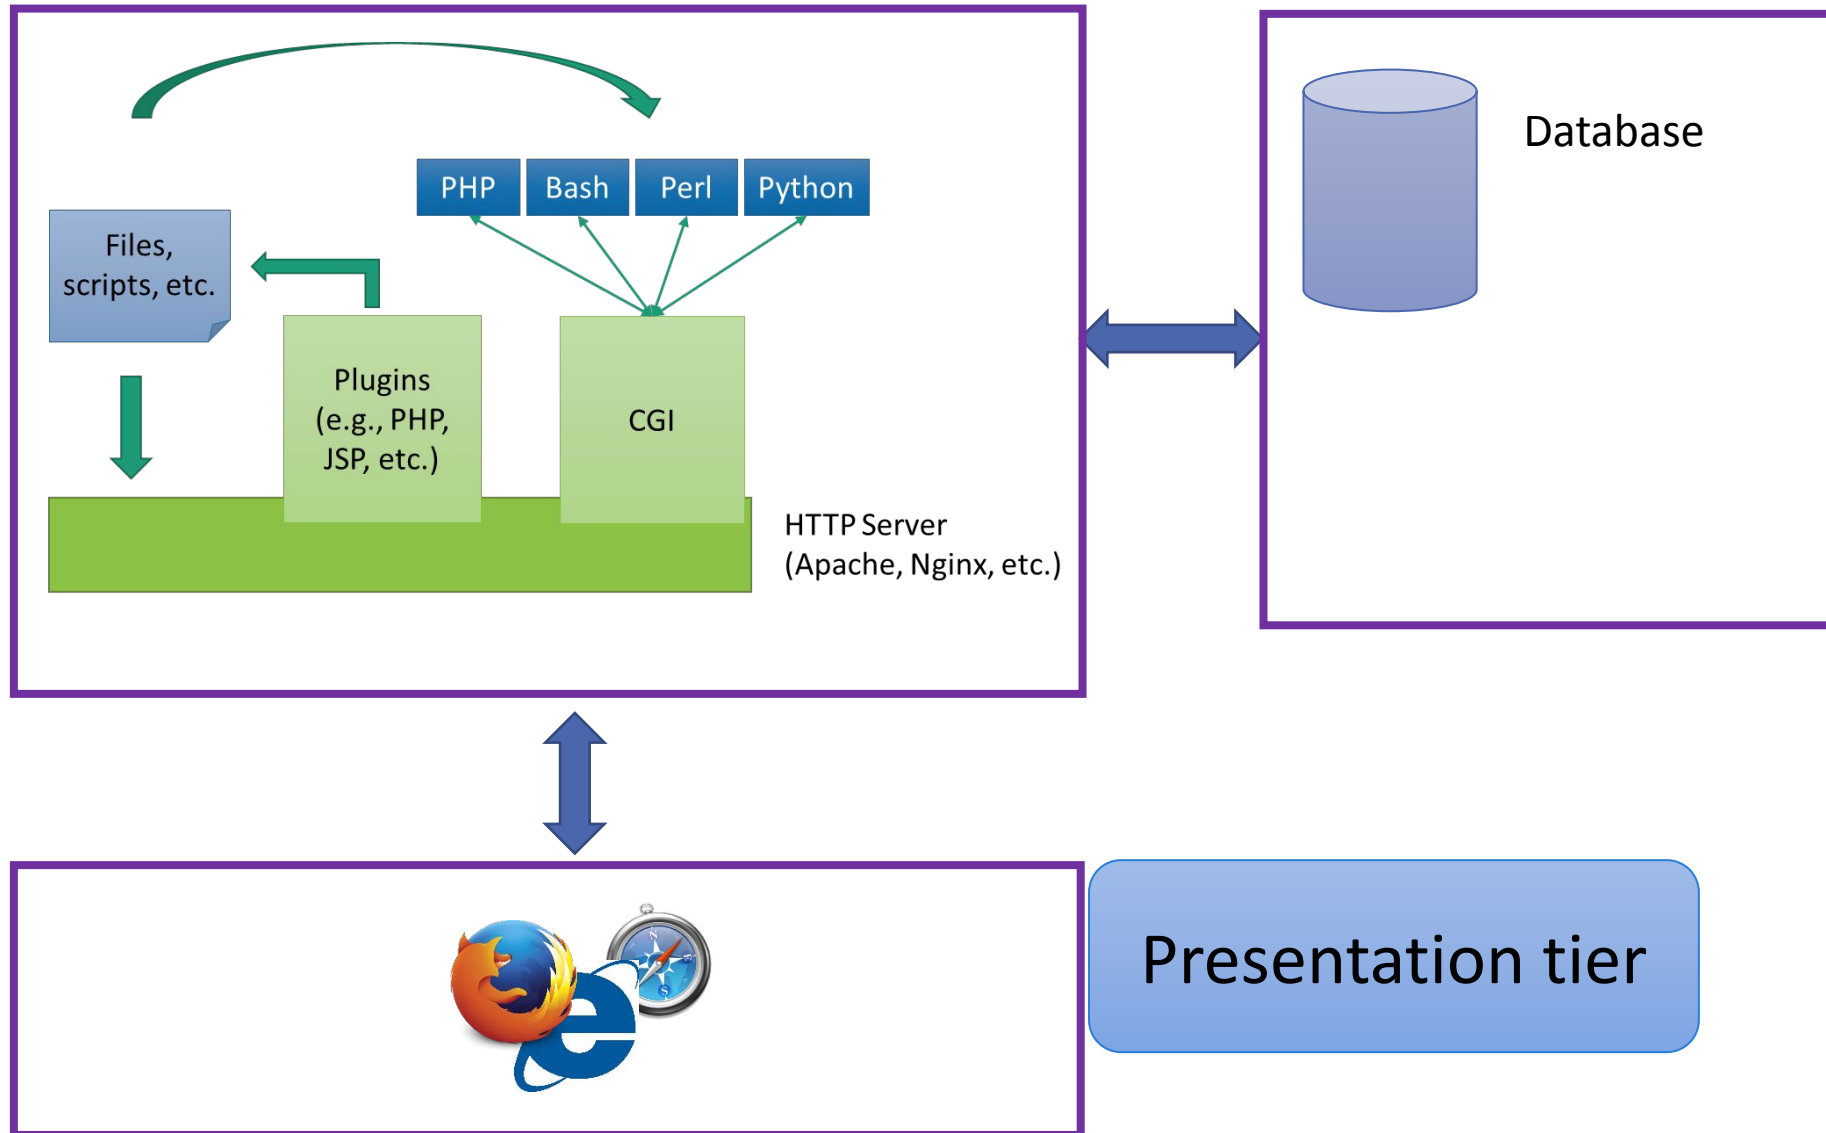 PHP
Bash
Perl
Python
Files,
scripts, etc.
Plugins
(e.g., PHP,
JSP, etc.)
CGI
HTTP Server
(Apache, Nginx, etc.)
Database
Presentation tier